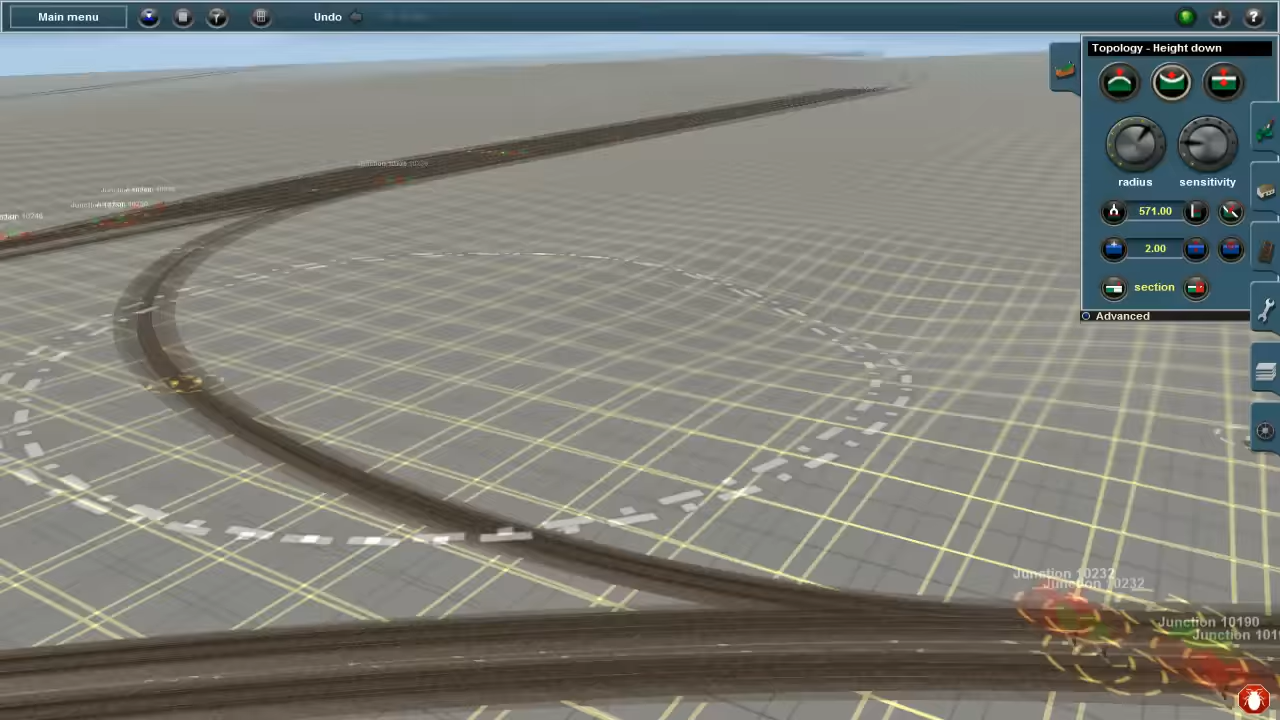 Main menu
Undo
Topology - Height down
radius
sensitivity
571.00
2.00
section
Advanced
Junction 10232
Junction 10232
Junction 10190